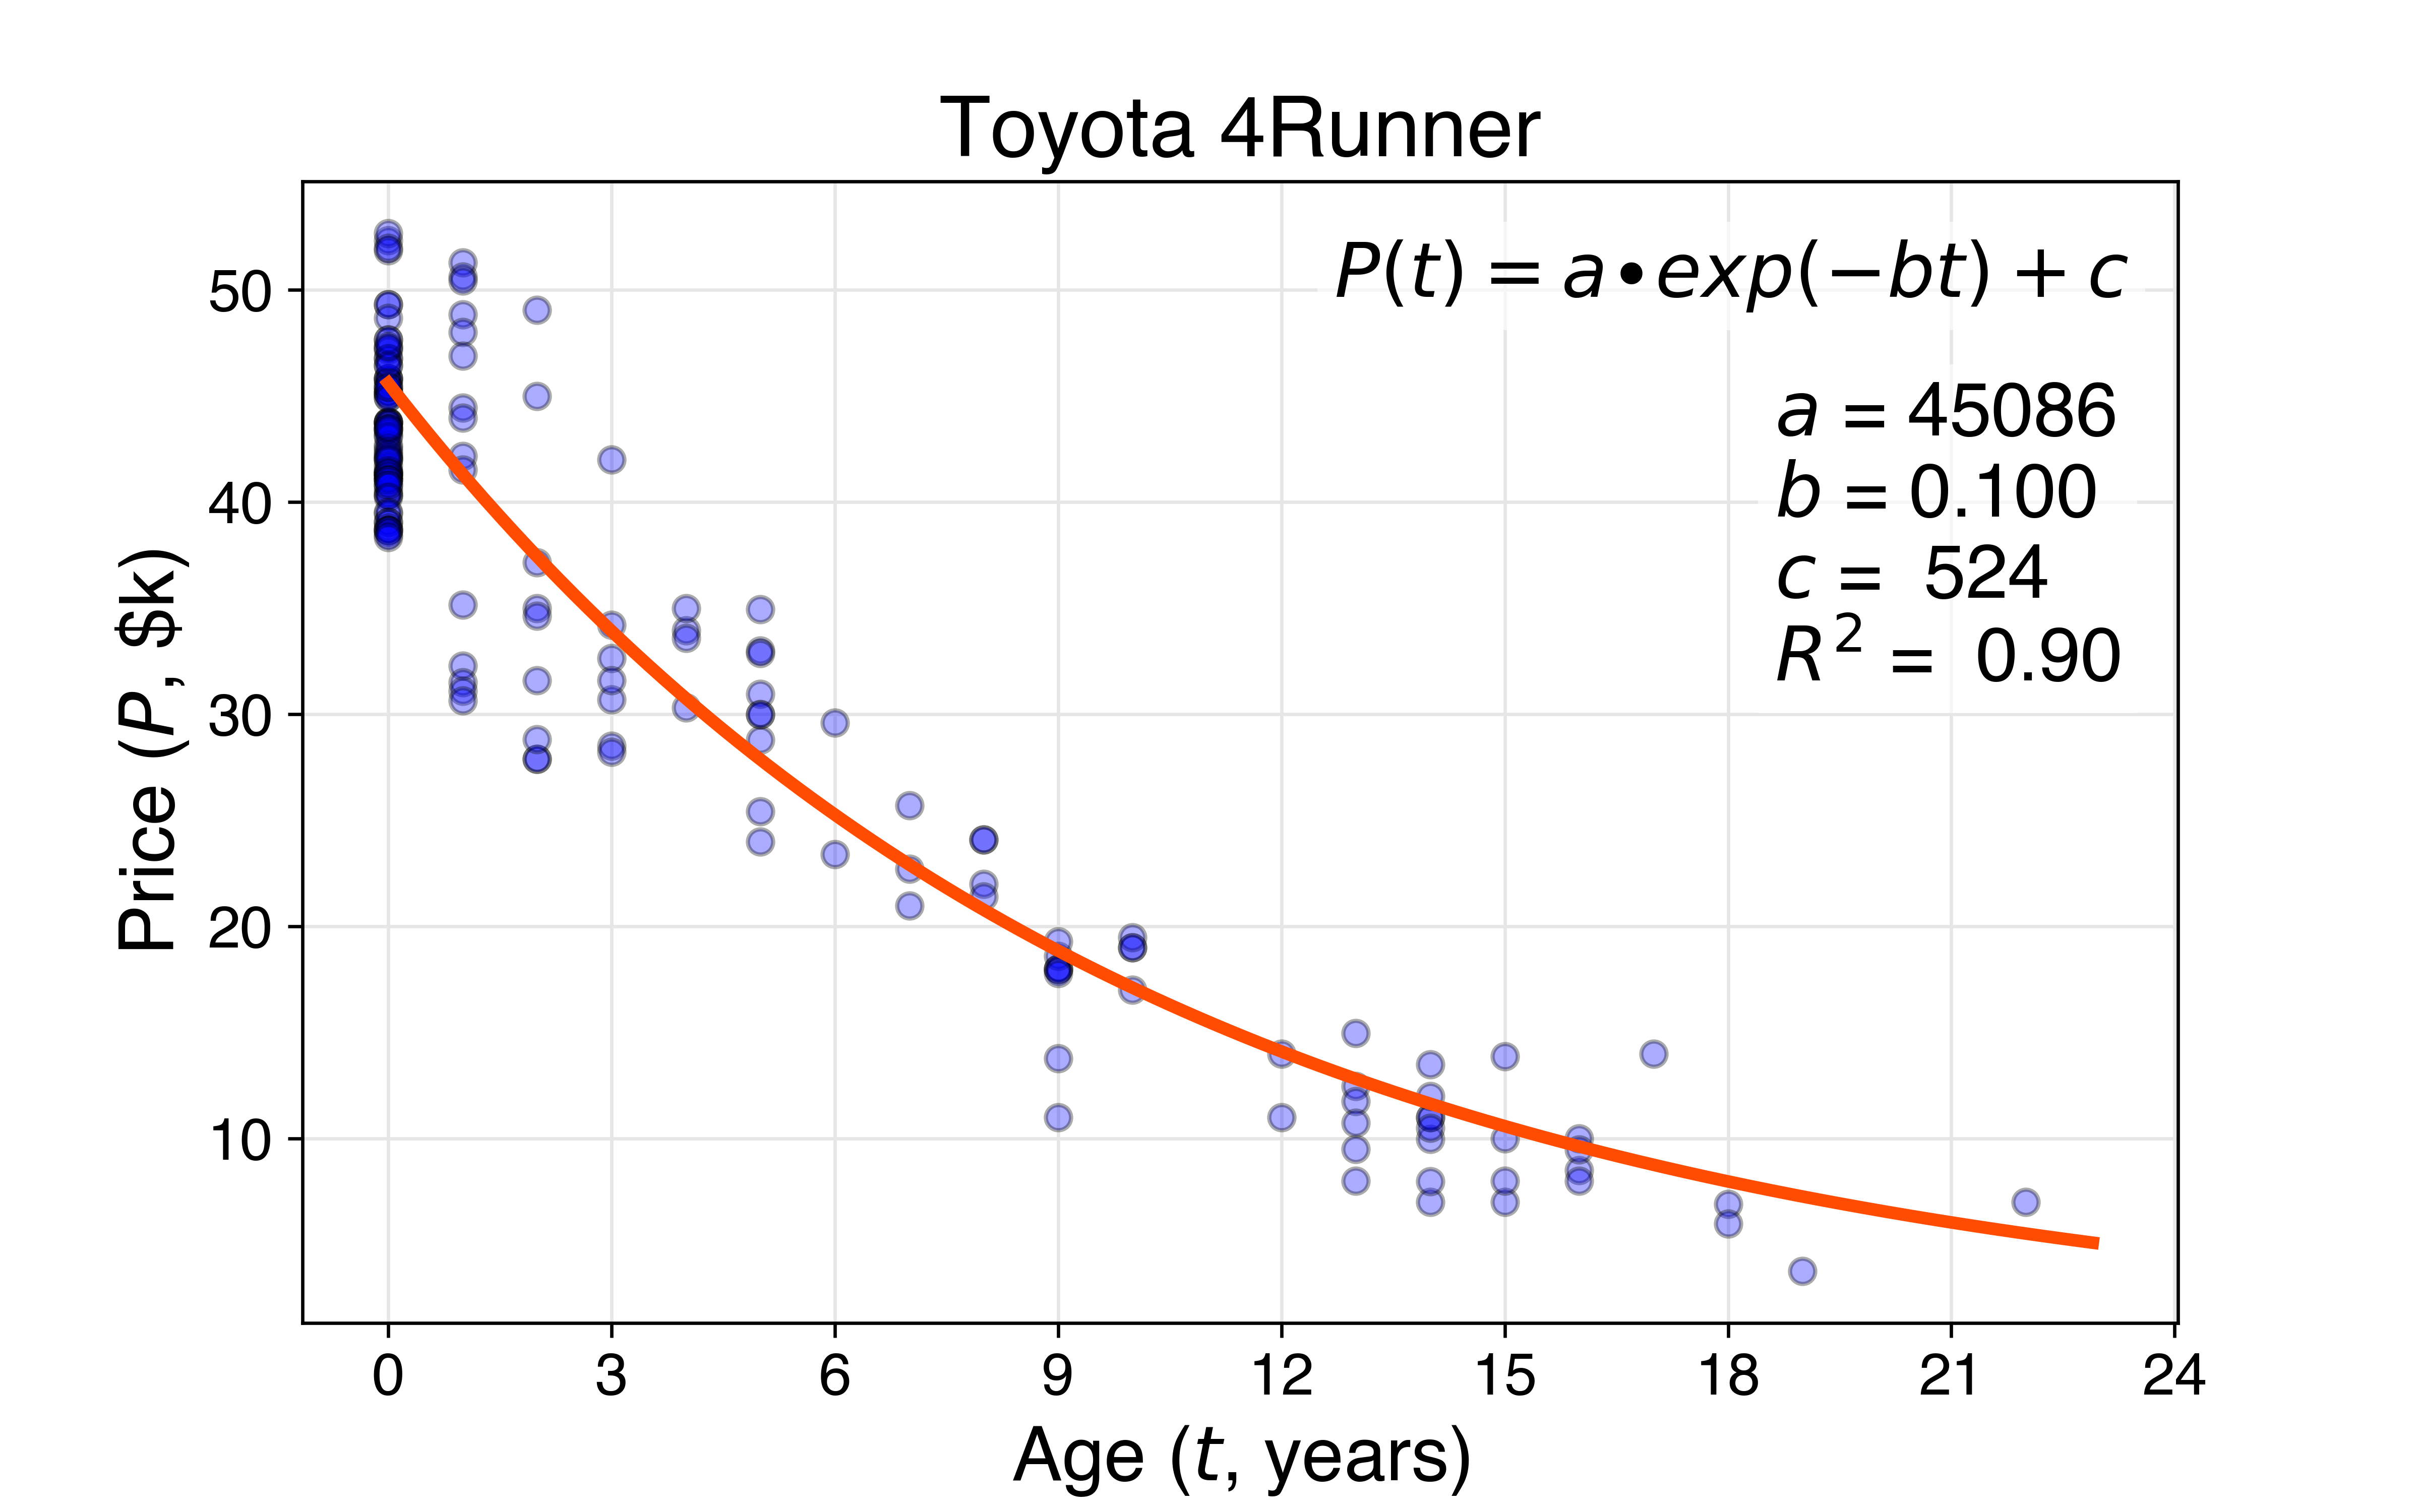 Toyota 4Runner
P(t) = a•exp(−bt) + c
a = 45086
b = 0.100
c = 524
R² = 0.90
Price (P, $k)
50
40
30
20
10
0 3 6 9 12 15 18 21 24
Age (t, years)